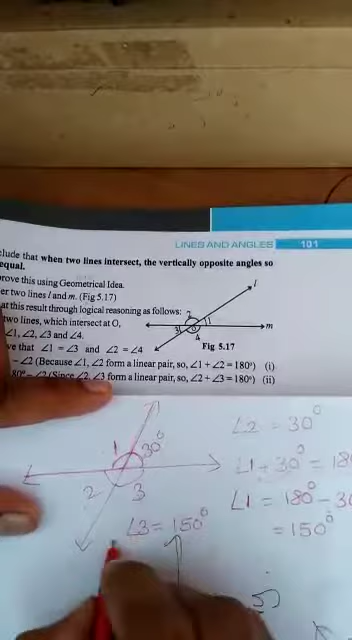 LINES AND ANGLES 101
clude that when two lines intersect, the vertically opposite angles so
equal.
prove this using Geometrical Idea.
er two lines l and m. (Fig 5.17)
at this result through logical reasoning as follows:
two lines, which intersect at O,
∠1, ∠2, ∠3 and ∠4.
ve that ∠1 = ∠3 and ∠2 = ∠4
– ∠2 (Because ∠1, ∠2 form a linear pair, so, ∠1 + ∠2 = 180°) (i)
80° – ∠2 (Since ∠2, ∠3 form a linear pair, so, ∠2 + ∠3 = 180°) (ii)
l
2 1
3 O m
4
Fig 5.17
1 30°
2 3
∠3 = 150°
∠2 = 30°
∠1 + 30° = 18
∠1 = 180° – 30
= 150°